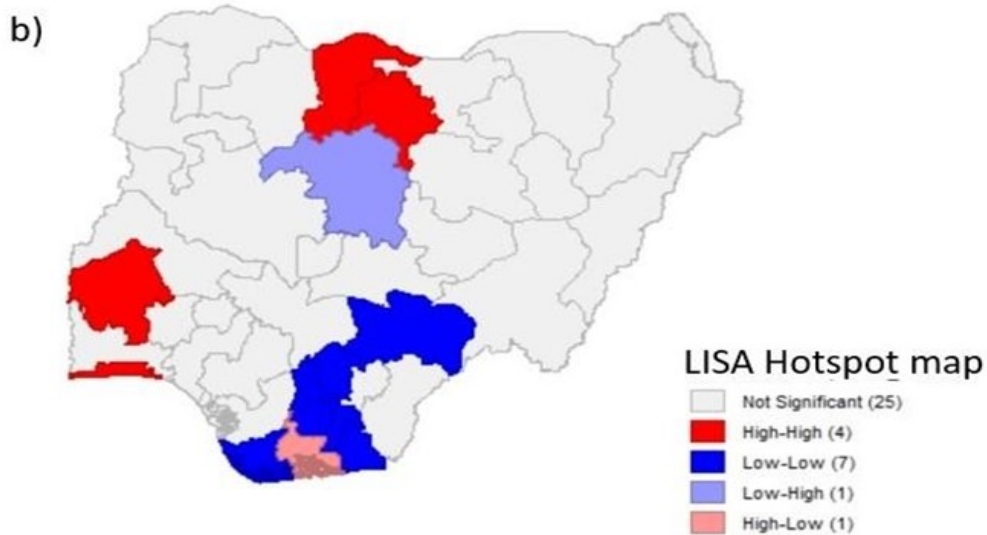 b)
LISA Hotspot map
Not Significant (25)
High-High (4)
Low-Low (7)
Low-High (1)
High-Low (1)